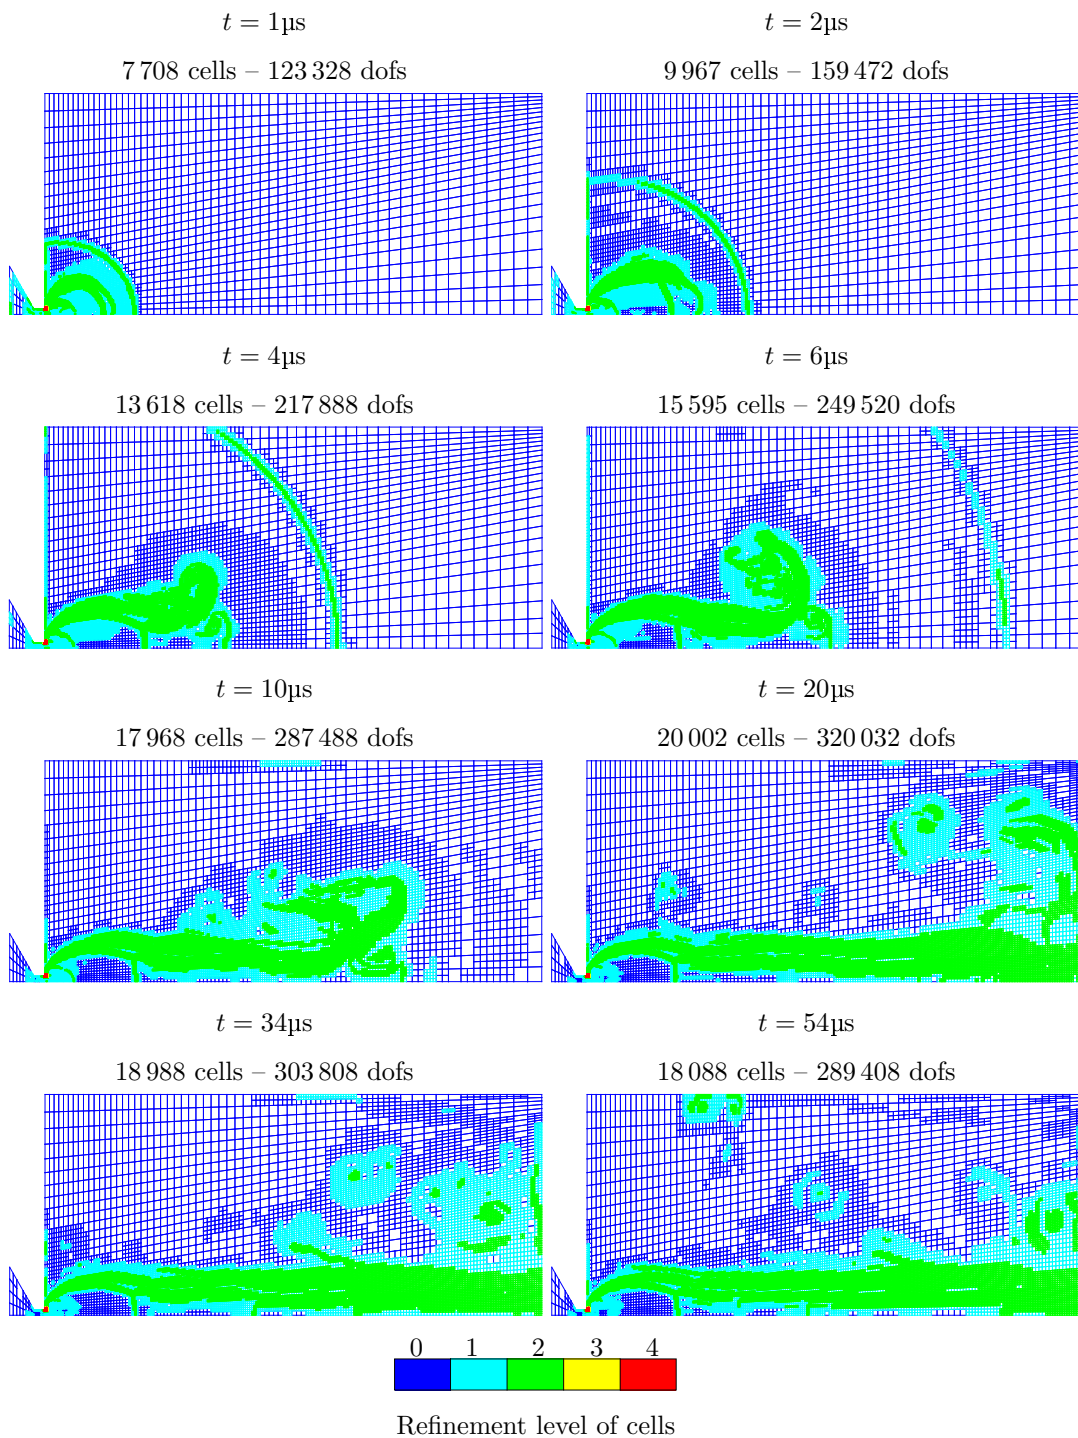 t = 1µs
7 708 cells – 123 328 dofs
t = 2µs
9 967 cells – 159 472 dofs
t = 4µs
13 618 cells – 217 888 dofs
t = 6µs
15 595 cells – 249 520 dofs
t = 10µs
17 968 cells – 287 488 dofs
t = 20µs
20 002 cells – 320 032 dofs
t = 34µs
18 988 cells – 303 808 dofs
t = 54µs
18 088 cells – 289 408 dofs
0 1 2 3 4
Refinement level of cells